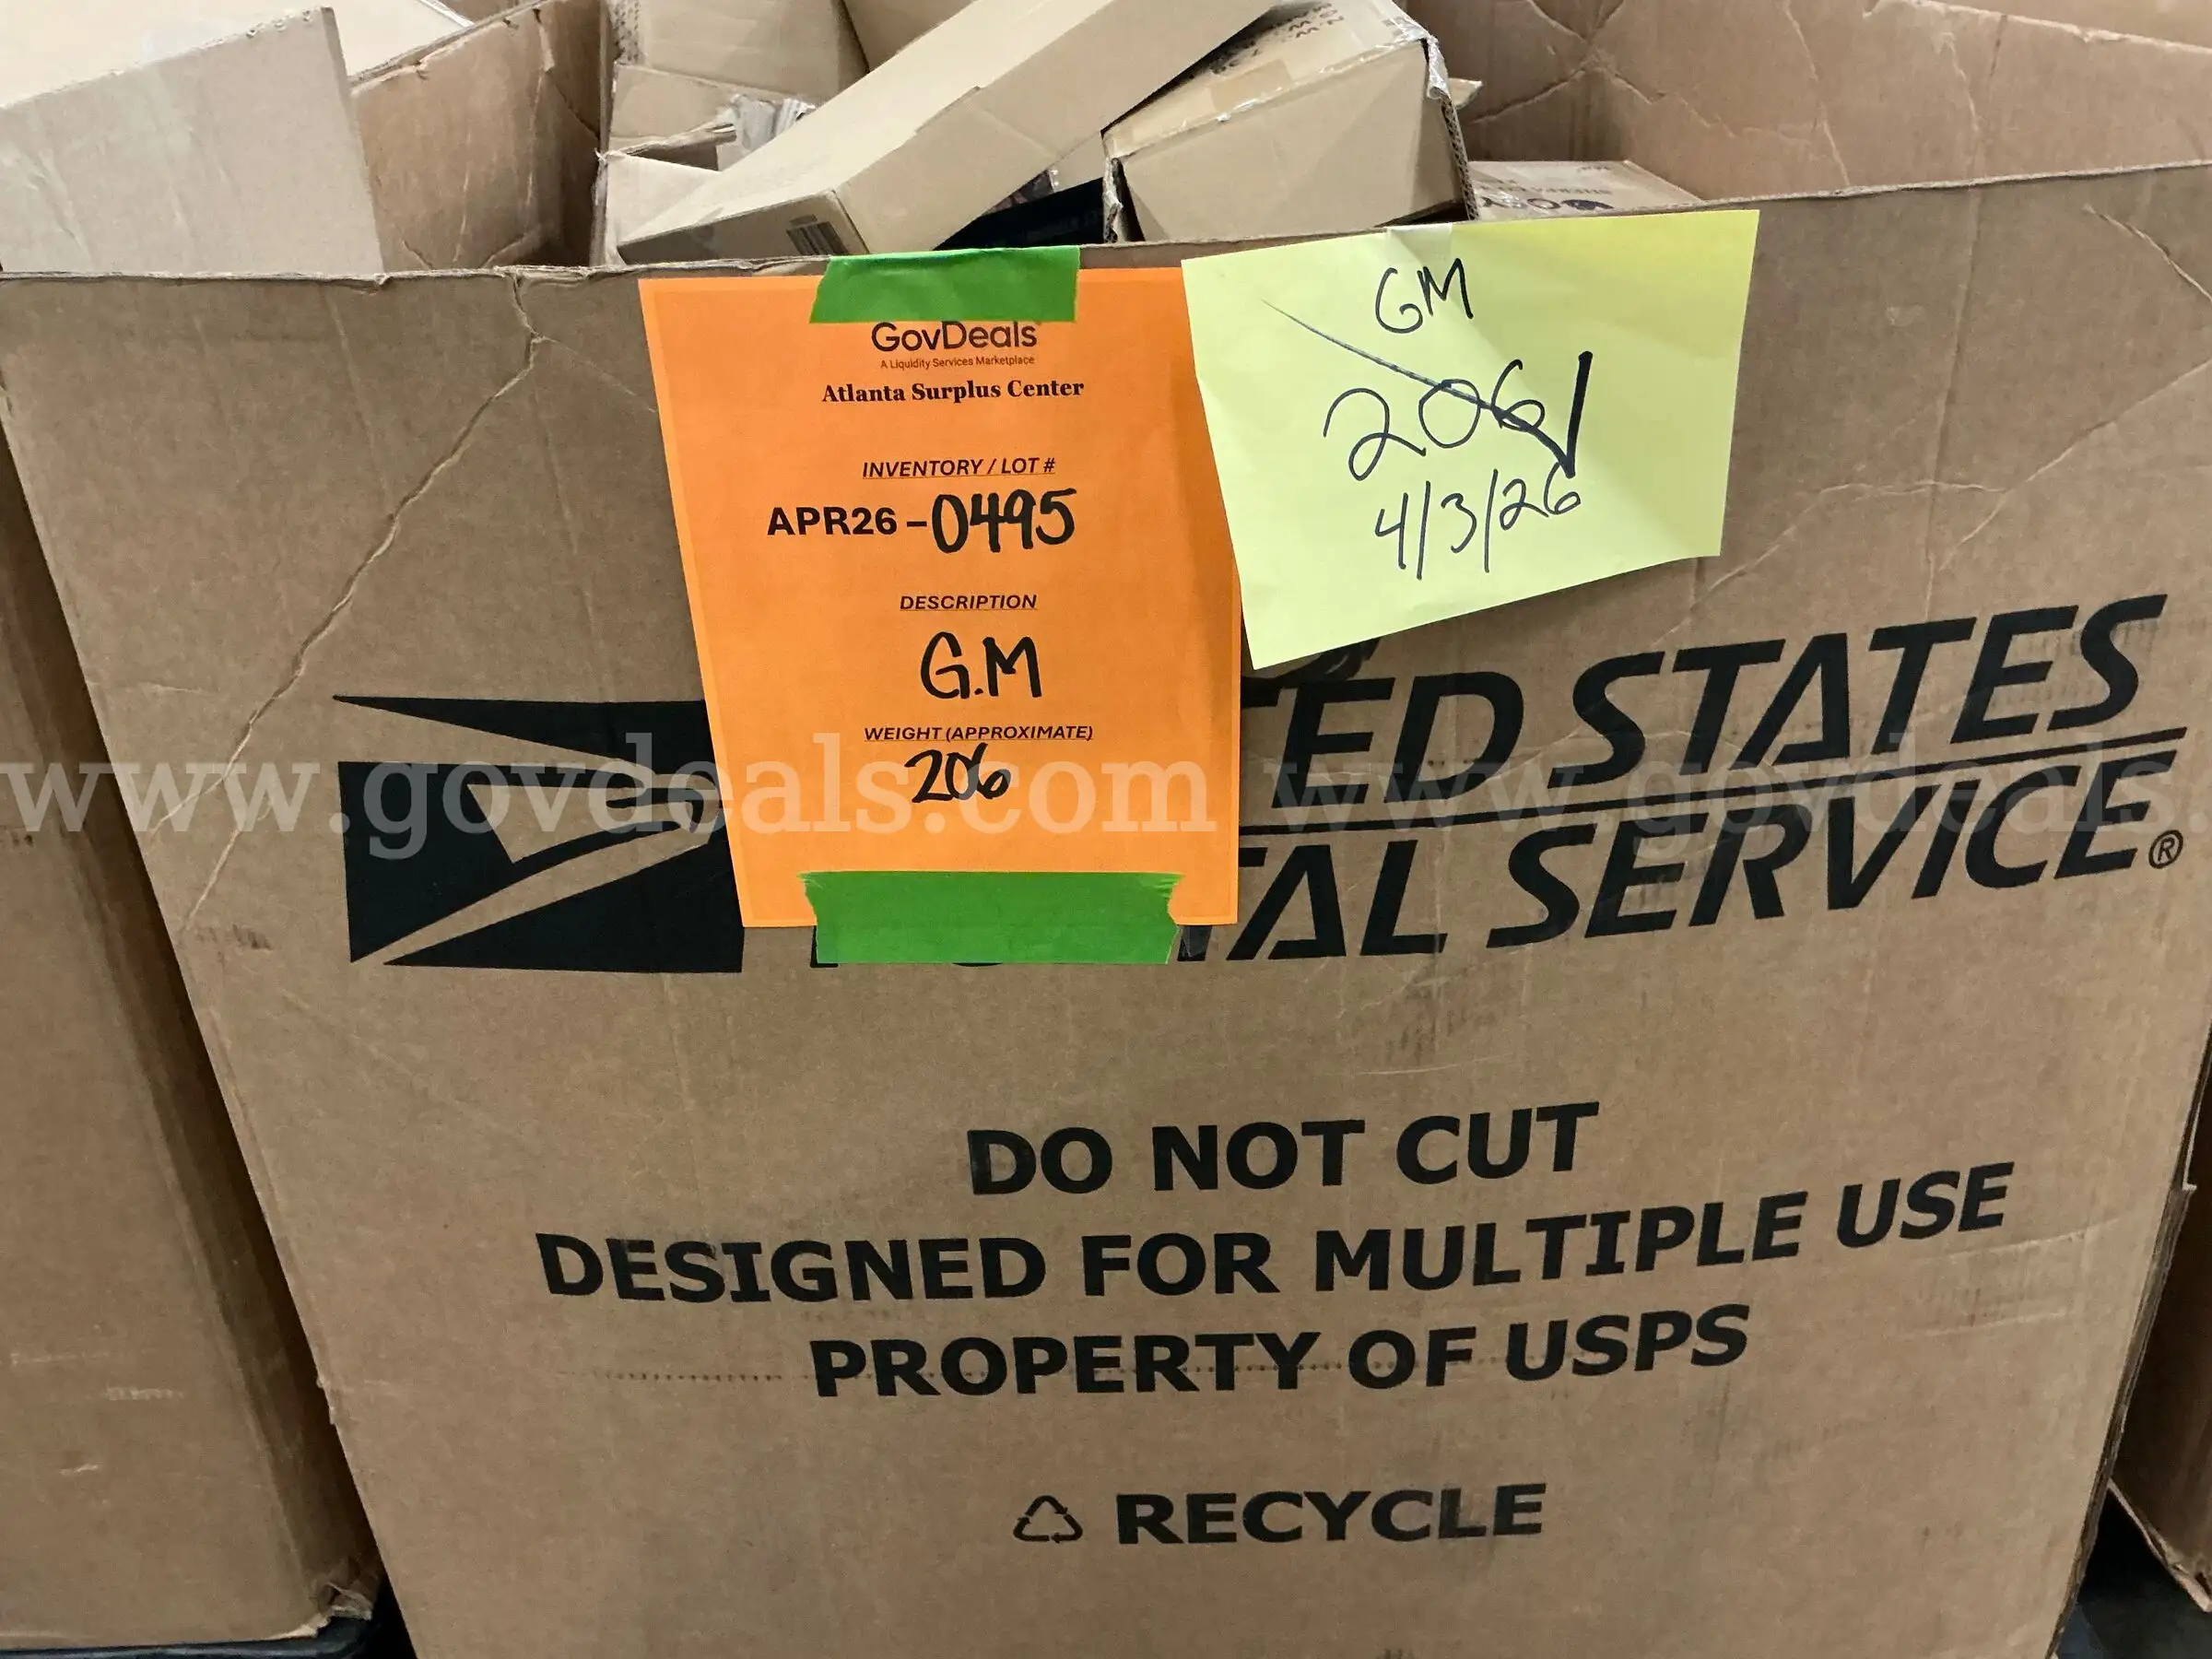 GM
206
4/3/26
GovDeals
A Liquidity Services Marketplace
Atlanta Surplus Center
INVENTORY / LOT #
APR26 - 0495
DESCRIPTION
G.M
WEIGHT (APPROXIMATE)
206
www.govdeals.com www.govdeals.
TED STATES
TAL SERVICE®
DO NOT CUT
DESIGNED FOR MULTIPLE USE
PROPERTY OF USPS
RECYCLE